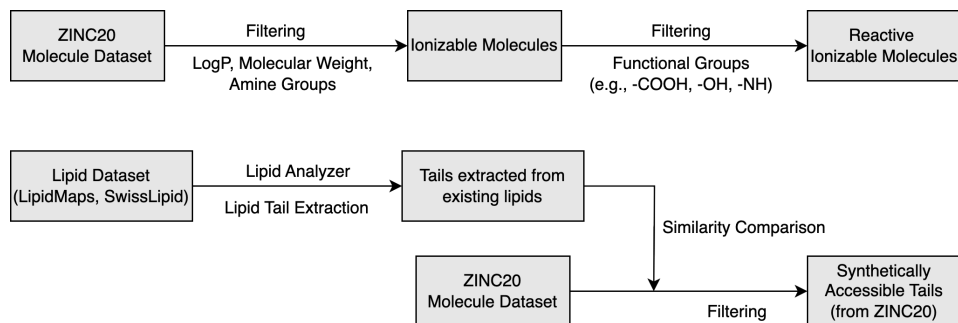 ZINC20
Molecule Dataset
Filtering
LogP, Molecular Weight,
Amine Groups
Ionizable Molecules
Filtering
Functional Groups
(e.g., -COOH, -OH, -NH)
Reactive
Ionizable Molecules
Lipid Dataset
(LipidMaps, SwissLipid)
Lipid Analyzer
Lipid Tail Extraction
Tails extracted from
existing lipids
Similarity Comparison
ZINC20
Molecule Dataset
Filtering
Synthetically
Accessible Tails
(from ZINC20)